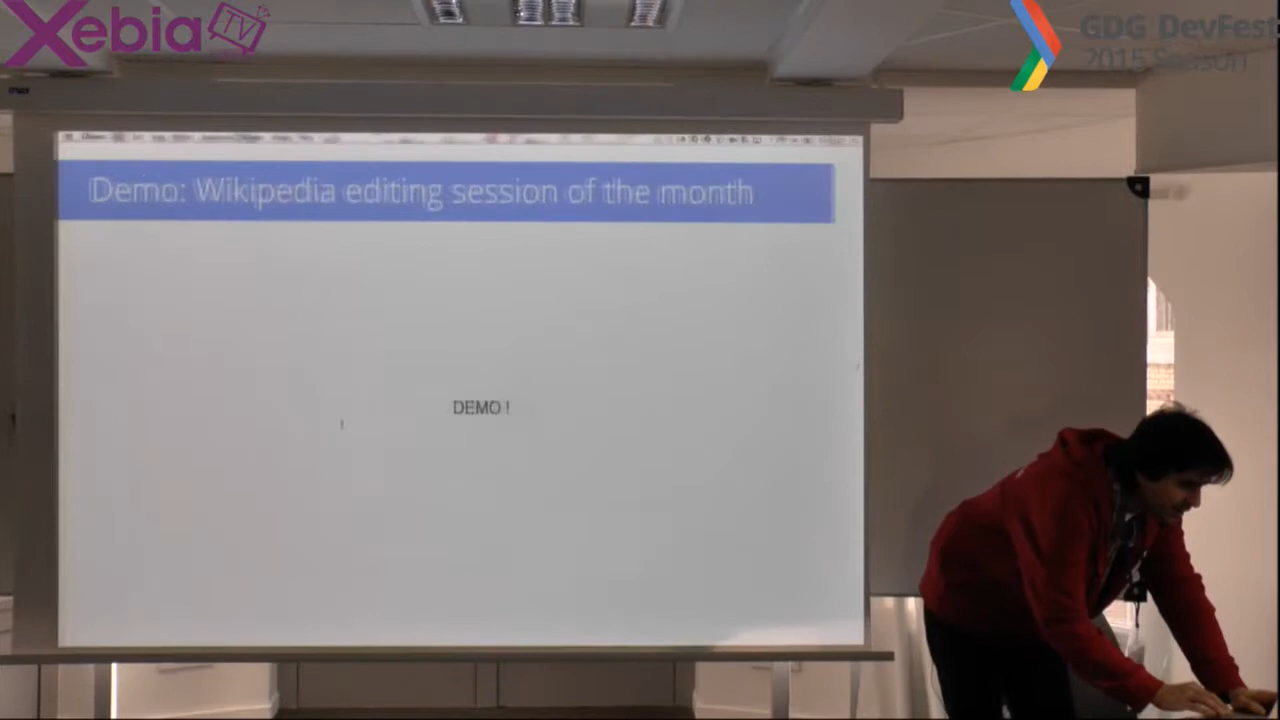 Xebia TV
GDG DevFest
2015 Season
Demo: Wikipedia editing session of the month
DEMO !